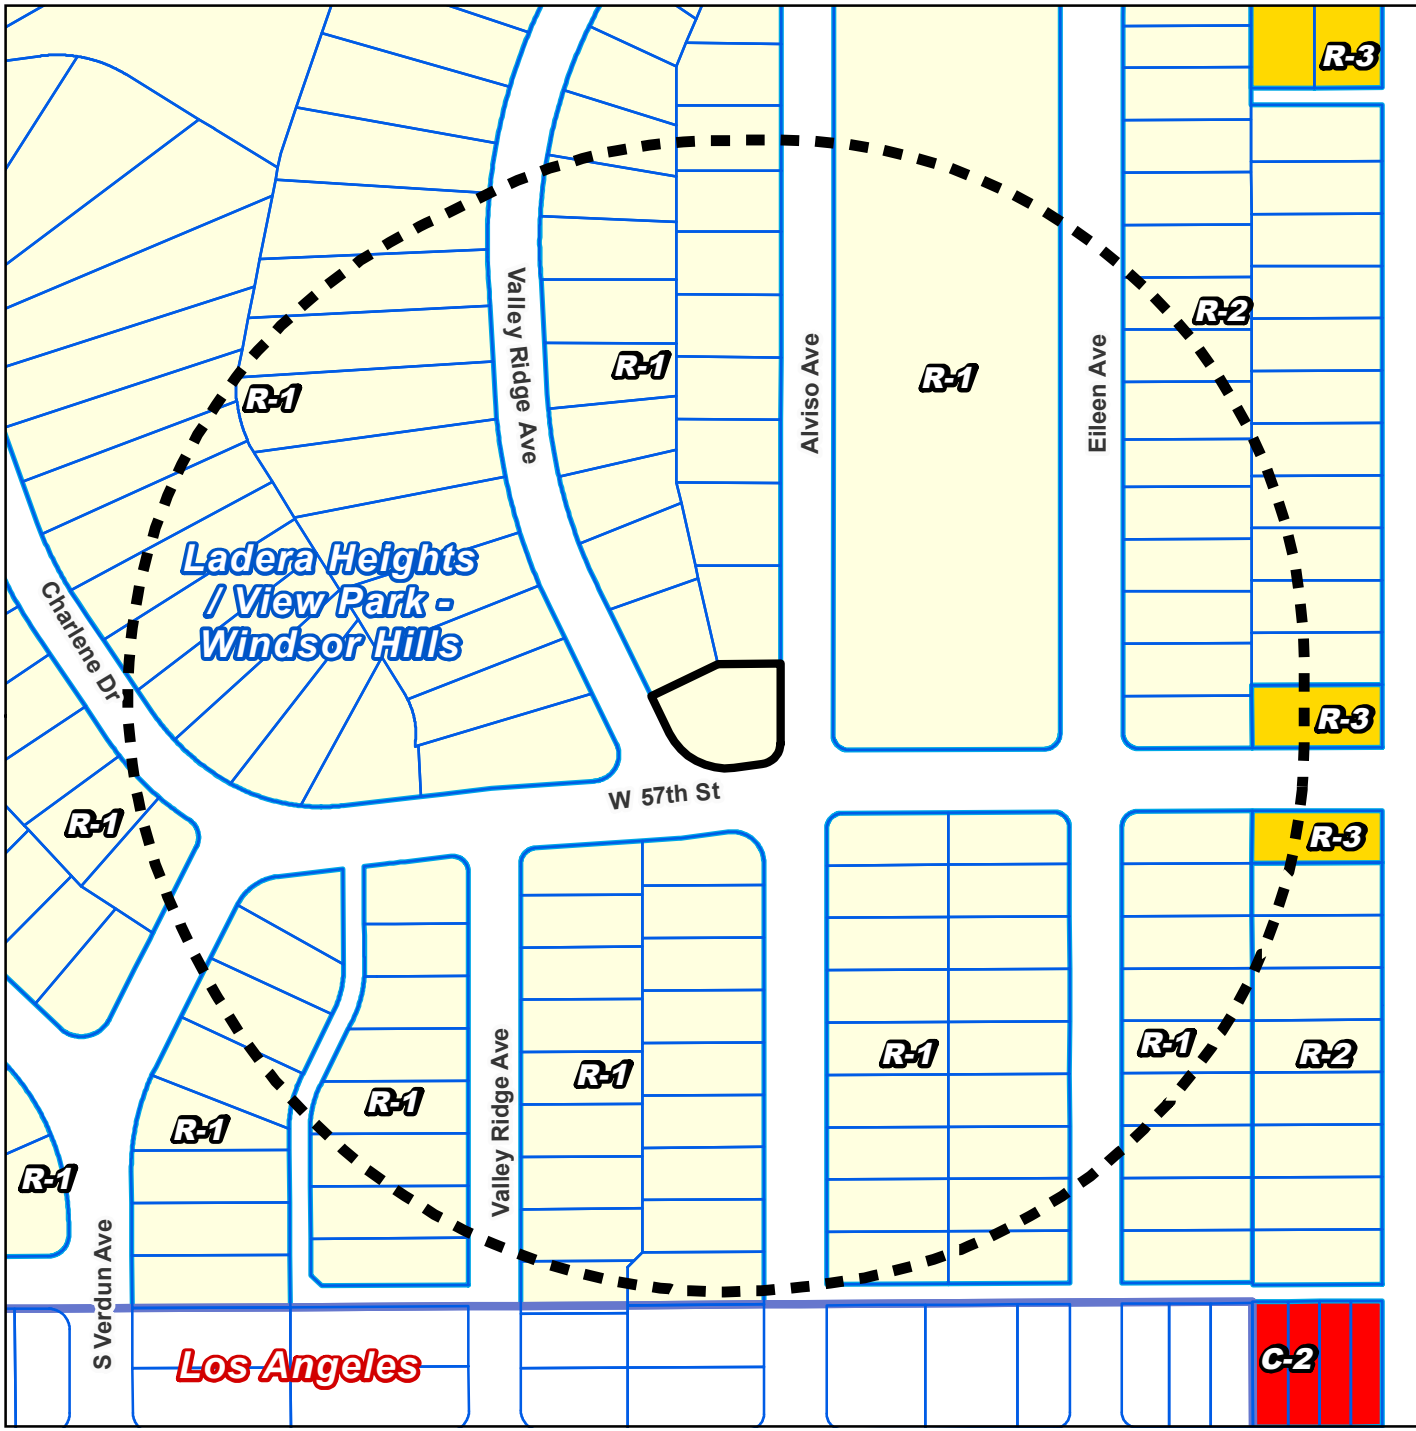 R-3
R-2
Valley Ridge Ave
R-1
Alviso Ave
R-1
Eileen Ave
R-1
Ladera Heights
/ View Park -
Windsor Hills
Charlene Dr
R-3
W 57th St
R-1
R-3
R-1
R-1
R-2
R-1
Valley Ridge Ave
R-1
R-1
R-1
S Verdun Ave
Los Angeles
C-2